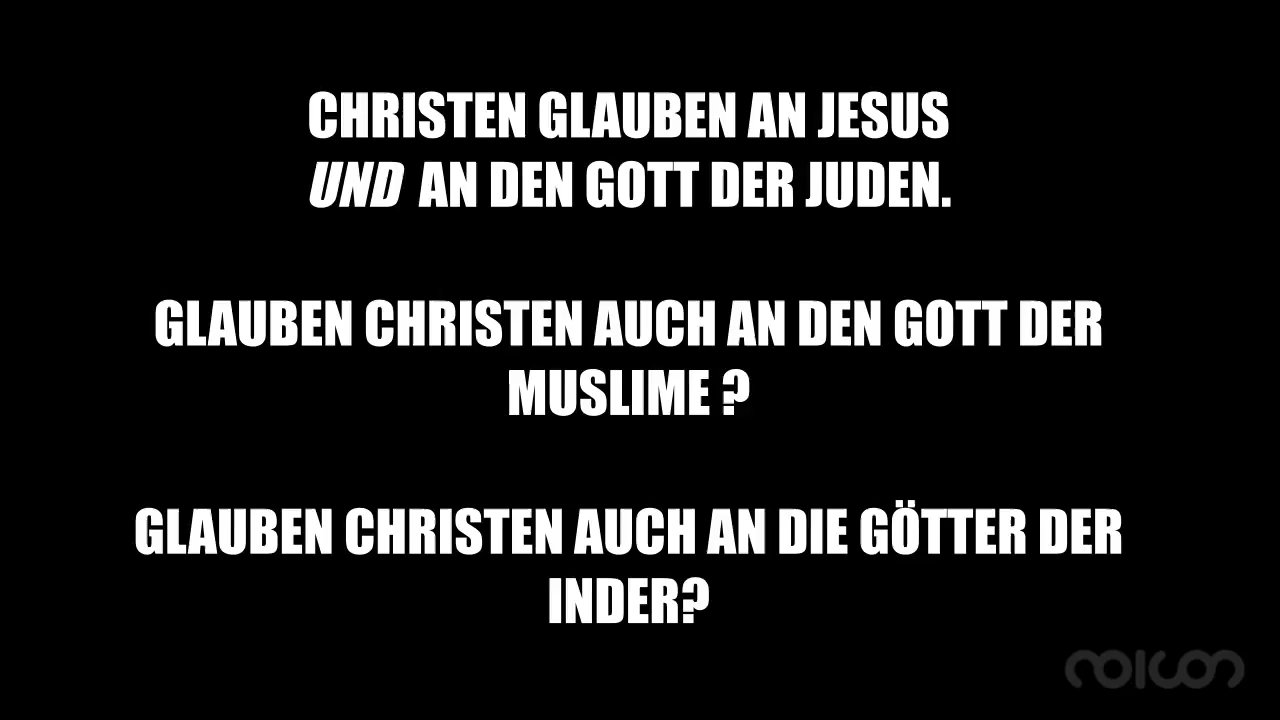 CHRISTEN GLAUBEN AN JESUS
UND AN DEN GOTT DER JUDEN.
GLAUBEN CHRISTEN AUCH AN DEN GOTT DER
MUSLIME ?
GLAUBEN CHRISTEN AUCH AN DIE GÖTTER DER
INDER?